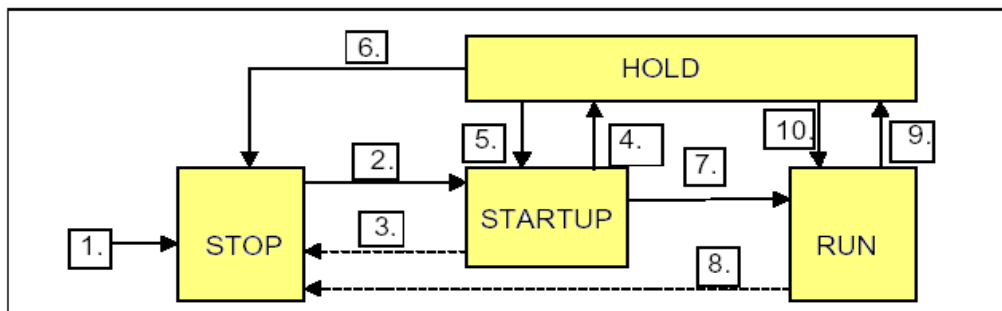 6.
HOLD
5.
4.
10.
9.
2.
7.
1.
STOP
3.
STARTUP
RUN
8.